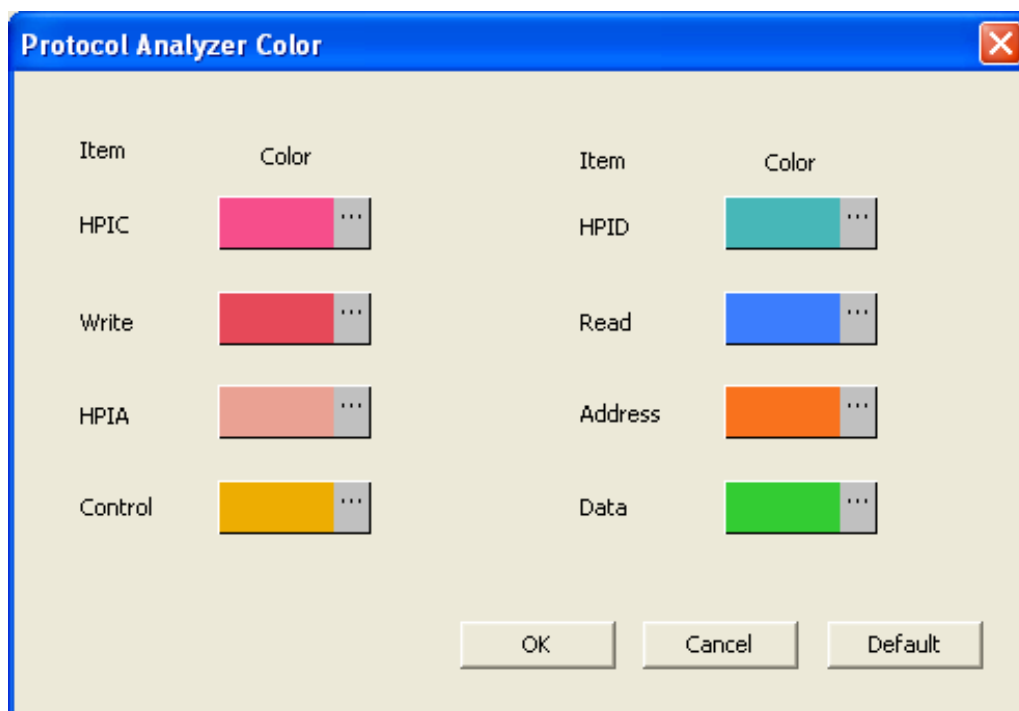 Protocol Analyzer Color
Item Color Item Color
HPIC ... HPID ...
Write ... Read ...
HPIA ... Address ...
Control ... Data ...
OK Cancel Default